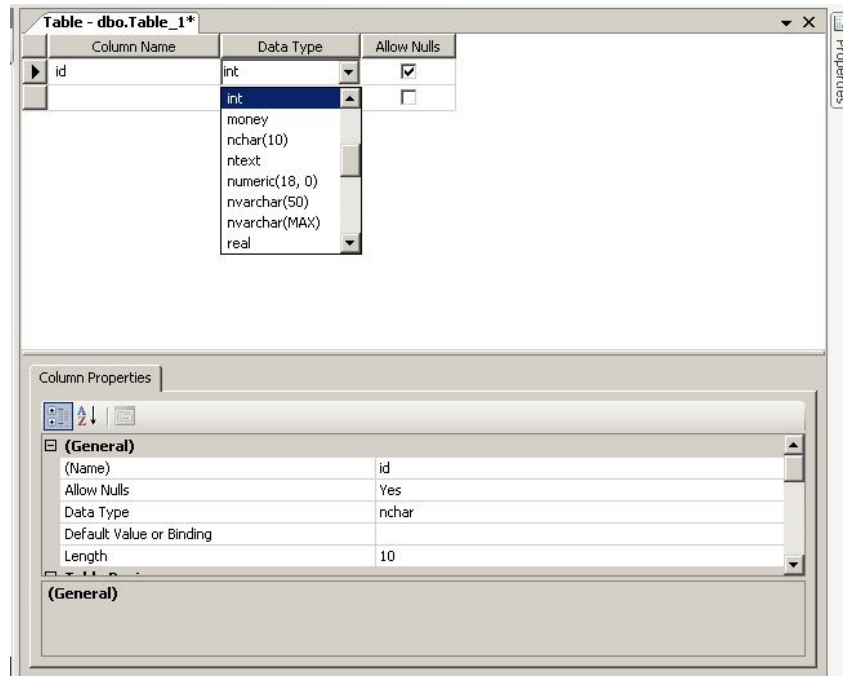 Table - dbo.Table_1*
Properties
Column Name Data Type Allow Nulls
id int
int
money
nchar(10)
ntext
numeric(18, 0)
nvarchar(50)
nvarchar(MAX)
real
Column Properties
A
Z
(General)
(Name) id
Allow Nulls Yes
Data Type nchar
Default Value or Binding
Length 10
(General)